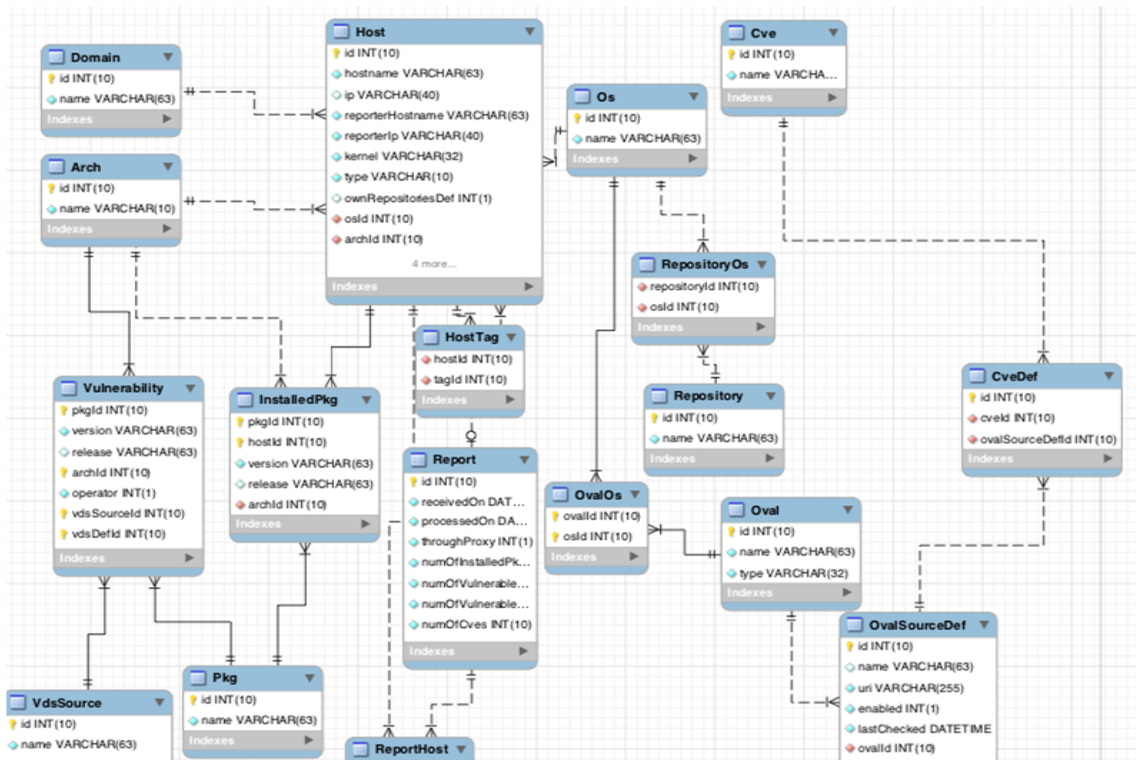 Domain
id INT(10)
name VARCHAR(63)
Indexes
Arch
id INT(10)
name VARCHAR(10)
Indexes
Host
id INT(10)
hostname VARCHAR(63)
ip VARCHAR(40)
reporterHostname VARCHAR(63)
reporterIp VARCHAR(40)
kernel VARCHAR(32)
type VARCHAR(10)
ownRepositoriesDef INT(1)
osId INT(10)
archId INT(10)
4 more...
Indexes
Os
id INT(10)
name VARCHAR(63)
Indexes
Cve
id INT(10)
name VARCHA...
Indexes
RepositoryOs
repositoryId INT(10)
osId INT(10)
Indexes
HostTag
hostId INT(10)
tagId INT(10)
Indexes
Repository
id INT(10)
name VARCHAR(63)
Indexes
CveDef
id INT(10)
cveId INT(10)
ovalSourceDefId INT(10)
Indexes
Vulnerability
pkgId INT(10)
version VARCHAR(63)
release VARCHAR(63)
archId INT(10)
operator INT(1)
vdsSourceId INT(10)
vdsDefId INT(10)
Indexes
InstalledPkg
pkgId INT(10)
hostId INT(10)
version VARCHAR(63)
release VARCHAR(63)
archId INT(10)
Indexes
Report
id INT(10)
receivedOn DAT...
processedOn DA...
throughProxy INT(1)
numOfInstalledPk...
numOfVulnerable...
numOfVulnerable...
numOfCves INT(10)
Indexes
OvalOs
ovalId INT(10)
osId INT(10)
Indexes
Oval
id INT(10)
name VARCHAR(63)
type VARCHAR(32)
Indexes
OvalSourceDef
id INT(10)
name VARCHAR(63)
uri VARCHAR(255)
enabled INT(1)
lastChecked DATETIME
ovalId INT(10)
VdsSource
id INT(10)
name VARCHAR(63)
Pkg
id INT(10)
name VARCHAR(63)
Indexes
ReportHost